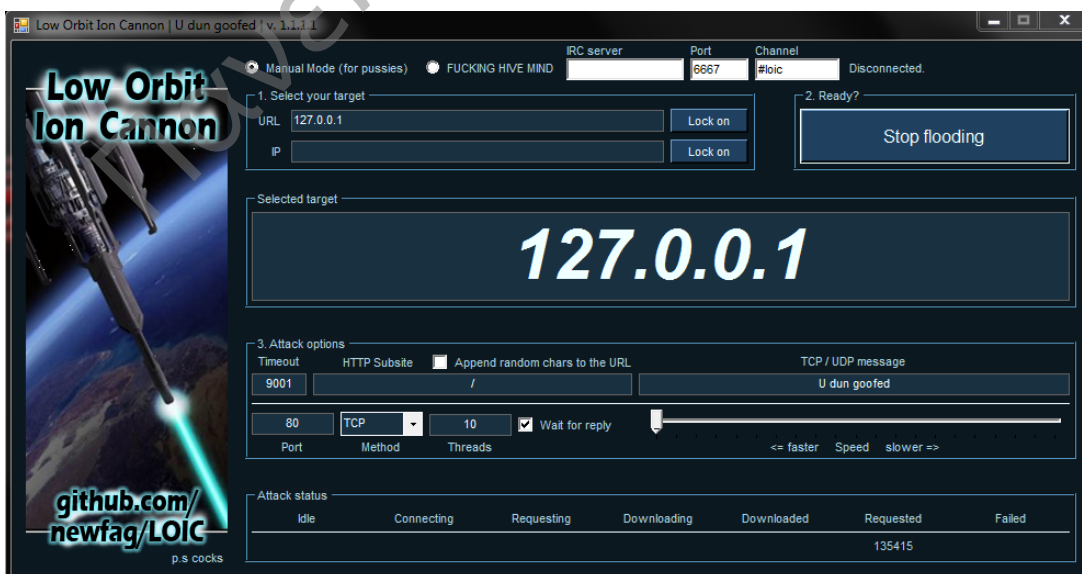 Low Orbit Ion Cannon | U dun goofed | v. 1.1.1.1
Low Orbit
Ion Cannon
github.com/
newfag/LOIC
p.s cocks
IRC server Port Channel
Manual Mode (for pussies) FUCKING HIVE MIND 6667 #loic Disconnected.
1. Select your target
URL 127.0.0.1 Lock on
IP Lock on
2. Ready?
Stop flooding
Selected target
127.0.0.1
3. Attack options
Timeout HTTP Subsite Append random chars to the URL TCP / UDP message
9001 / U dun goofed
80 TCP 10 Wait for reply
Port Method Threads <= faster Speed slower =>
Attack status
Idle Connecting Requesting Downloading Downloaded Requested Failed
135415